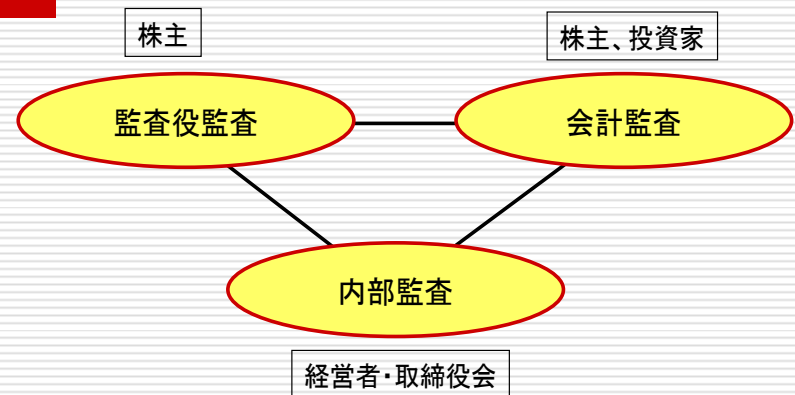 株主
株主、投資家
監査役監査
会計監査
内部監査
経営者・取締役会